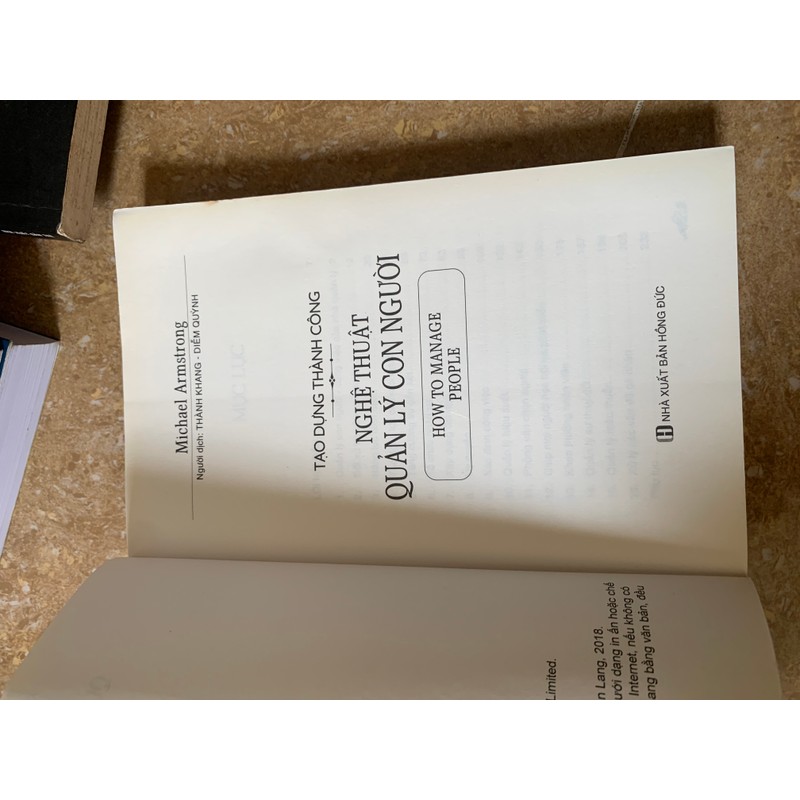 Michael Armstrong
Người dịch: THÀNH KHANG - DIỄM QUỲNH
TẠO DỰNG THÀNH CÔNG
NGHỆ THUẬT
QUẢN LÝ CON NGƯỜI
HOW TO MANAGE
PEOPLE
NHÀ XUẤT BẢN HỒNG ĐỨC
Limited.
n Lang, 2018.
ưới dạng in ấn hoặc chế
Internet, nếu không có
ang bằng văn bản, đều
MỤC LỤC